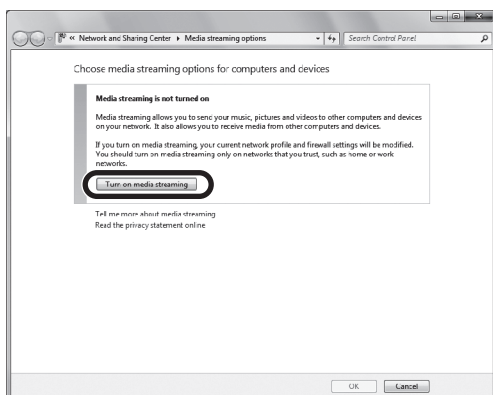 « Network and Sharing Center ▸ Media streaming options
Search Control Panel
Choose media streaming options for computers and devices
Media streaming is not turned on
Media streaming allows you to send your music, pictures and videos to other computers and devices
on your network. It also allows you to receive media from other computers and devices.
If you turn on media streaming, your current network profile and firewall settings will be modified.
You should turn on media streaming only on networks that you trust, such as home or work
networks.
Turn on media streaming
Tell me more about media streaming
Read the privacy statement online
OK
Cancel